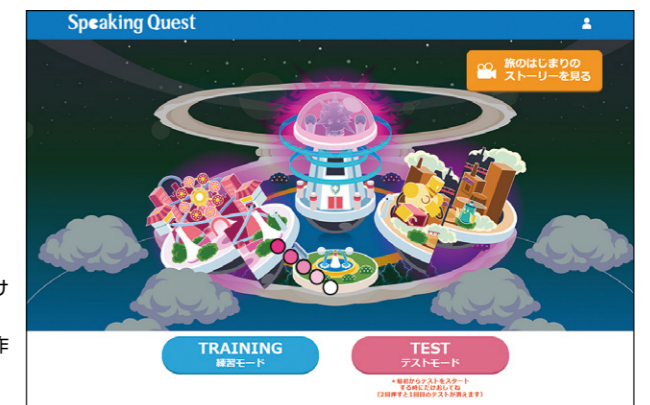 Speaking Quest
旅のはじまりの
ストーリーを見る
け
作
TRAINING
練習モード
TEST
テストモード
*最初からテストをスタート
する時にだけおしてね
(2回押すと1回目のテストが消えます)